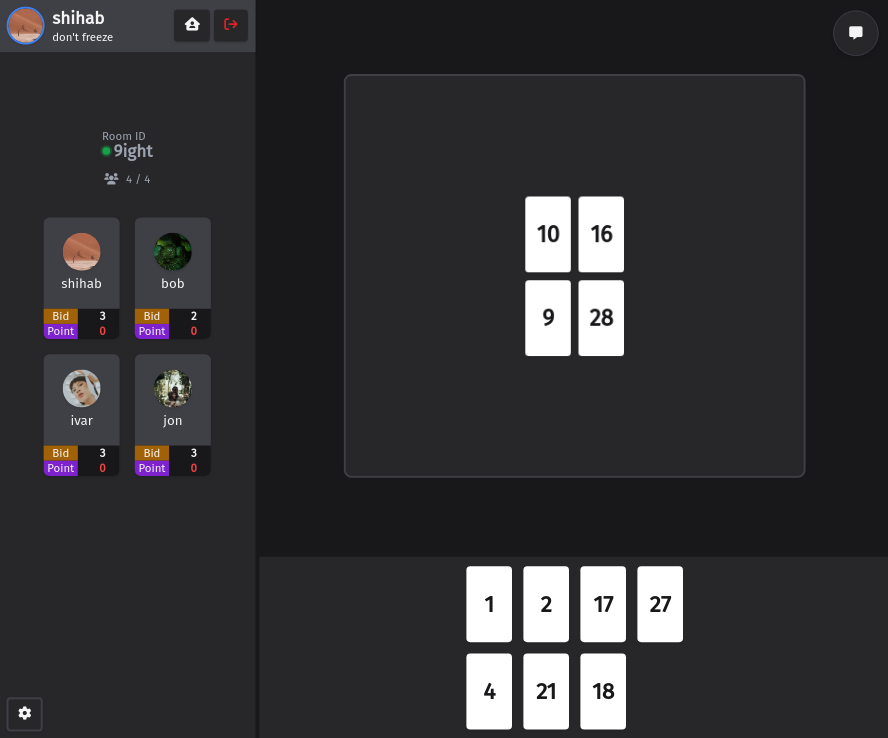 shihab
don't freeze
Room ID
9ight
4 / 4
shihab
Bid 3
Point 0
bob
Bid 2
Point 0
ivar
Bid 3
Point 0
jon
Bid 3
Point 0
10 16
9 28
1 2 17 27
4 21 18